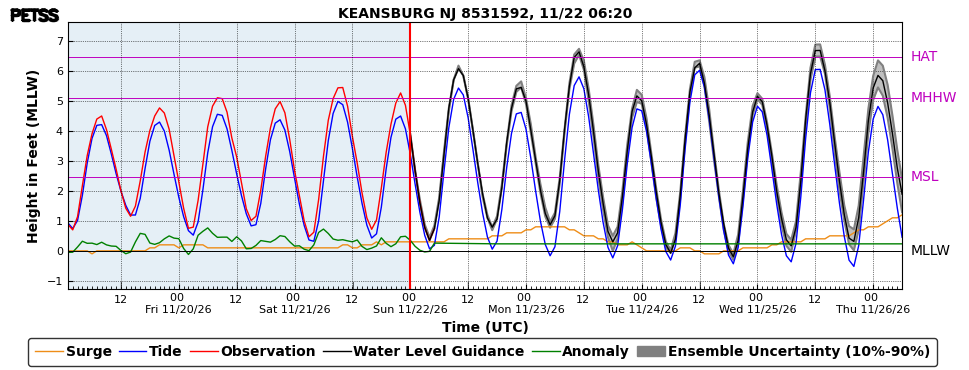 PETSS
KEANSBURG NJ 8531592, 11/22 06:20
Height in Feet (MLLW)
7
6
5
4
3
2
1
0
−1
HAT
MHHW
MSL
MLLW
12 00 12 00 12 00 12 00 12 00 12 00 12 00
Fri 11/20/26 Sat 11/21/26 Sun 11/22/26 Mon 11/23/26 Tue 11/24/26 Wed 11/25/26 Thu 11/26/26
Time (UTC)
Surge Tide Observation Water Level Guidance Anomaly Ensemble Uncertainty (10%-90%)